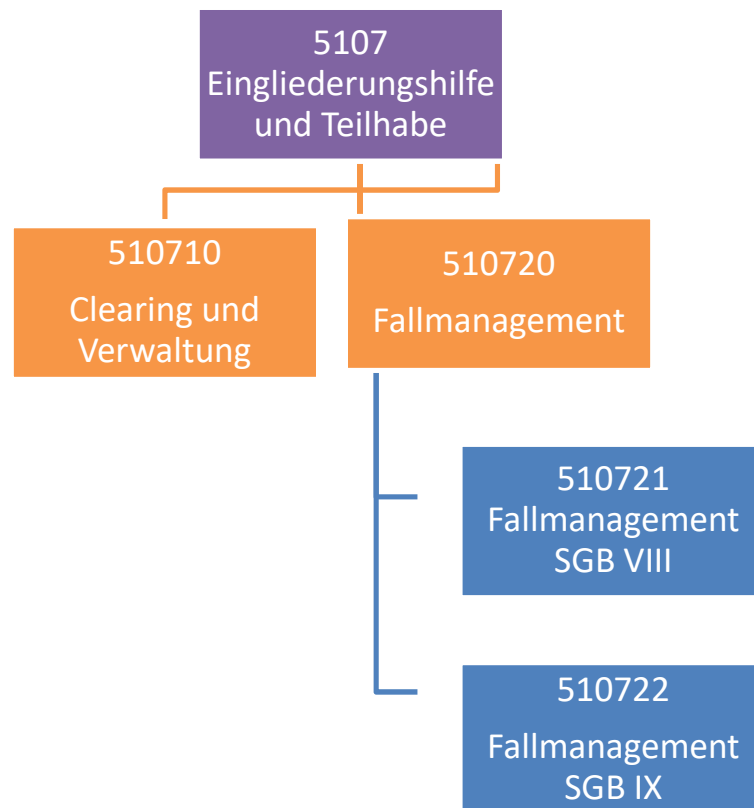 5107
Eingliederungshilfe
und Teilhabe
510710
Clearing und
Verwaltung
510720
Fallmanagement
510721
Fallmanagement
SGB VIII
510722
Fallmanagement
SGB IX